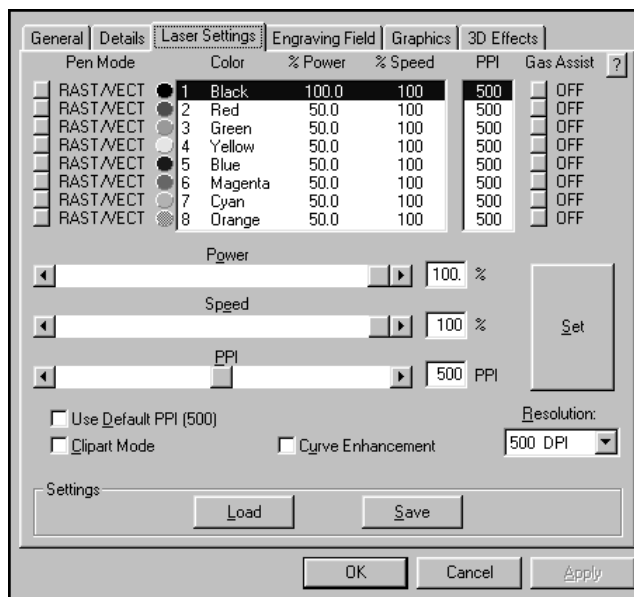 General Details Laser Settings Engraving Field Graphics 3D Effects
Pen Mode Color % Power % Speed PPI Gas Assist ?
RAST/VECT 1 Black 100.0 100 500 OFF
RAST/VECT 2 Red 50.0 100 500 OFF
RAST/VECT 3 Green 50.0 100 500 OFF
RAST/VECT 4 Yellow 50.0 100 500 OFF
RAST/VECT 5 Blue 50.0 100 500 OFF
RAST/VECT 6 Magenta 50.0 100 500 OFF
RAST/VECT 7 Cyan 50.0 100 500 OFF
RAST/VECT 8 Orange 50.0 100 500 OFF
Power
100. %
Speed
100 %
Set
PPI
500 PPI
Use Default PPI (500)
Resolution:
Clipart Mode Curve Enhancement 500 DPI
Settings
Load Save
OK Cancel Apply